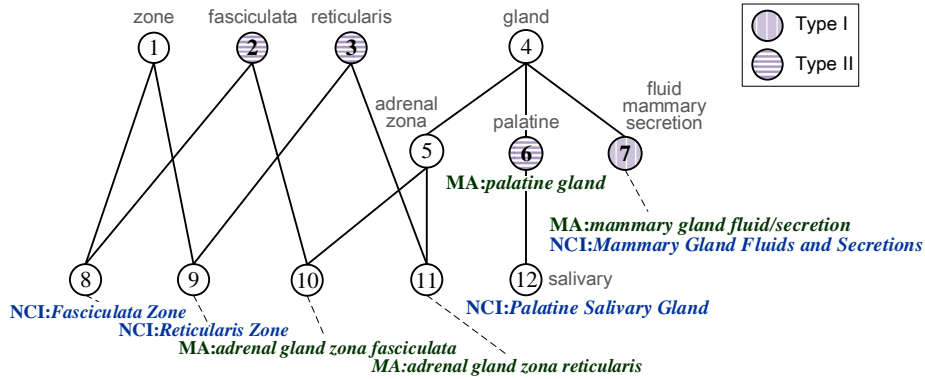 zone
fasciculata
reticularis
gland
Type I
Type II
1
2
3
4
fluid
mammary
secretion
adrenal
zona
palatine
5
6
7
MA:palatine gland
MA:mammary gland fluid/secretion
NCI:Mammary Gland Fluids and Secretions
8
9
10
11
12
salivary
NCI:Fasciculata Zone
NCI:Palatine Salivary Gland
NCI:Reticularis Zone
MA:adrenal gland zona fasciculata
MA:adrenal gland zona reticularis